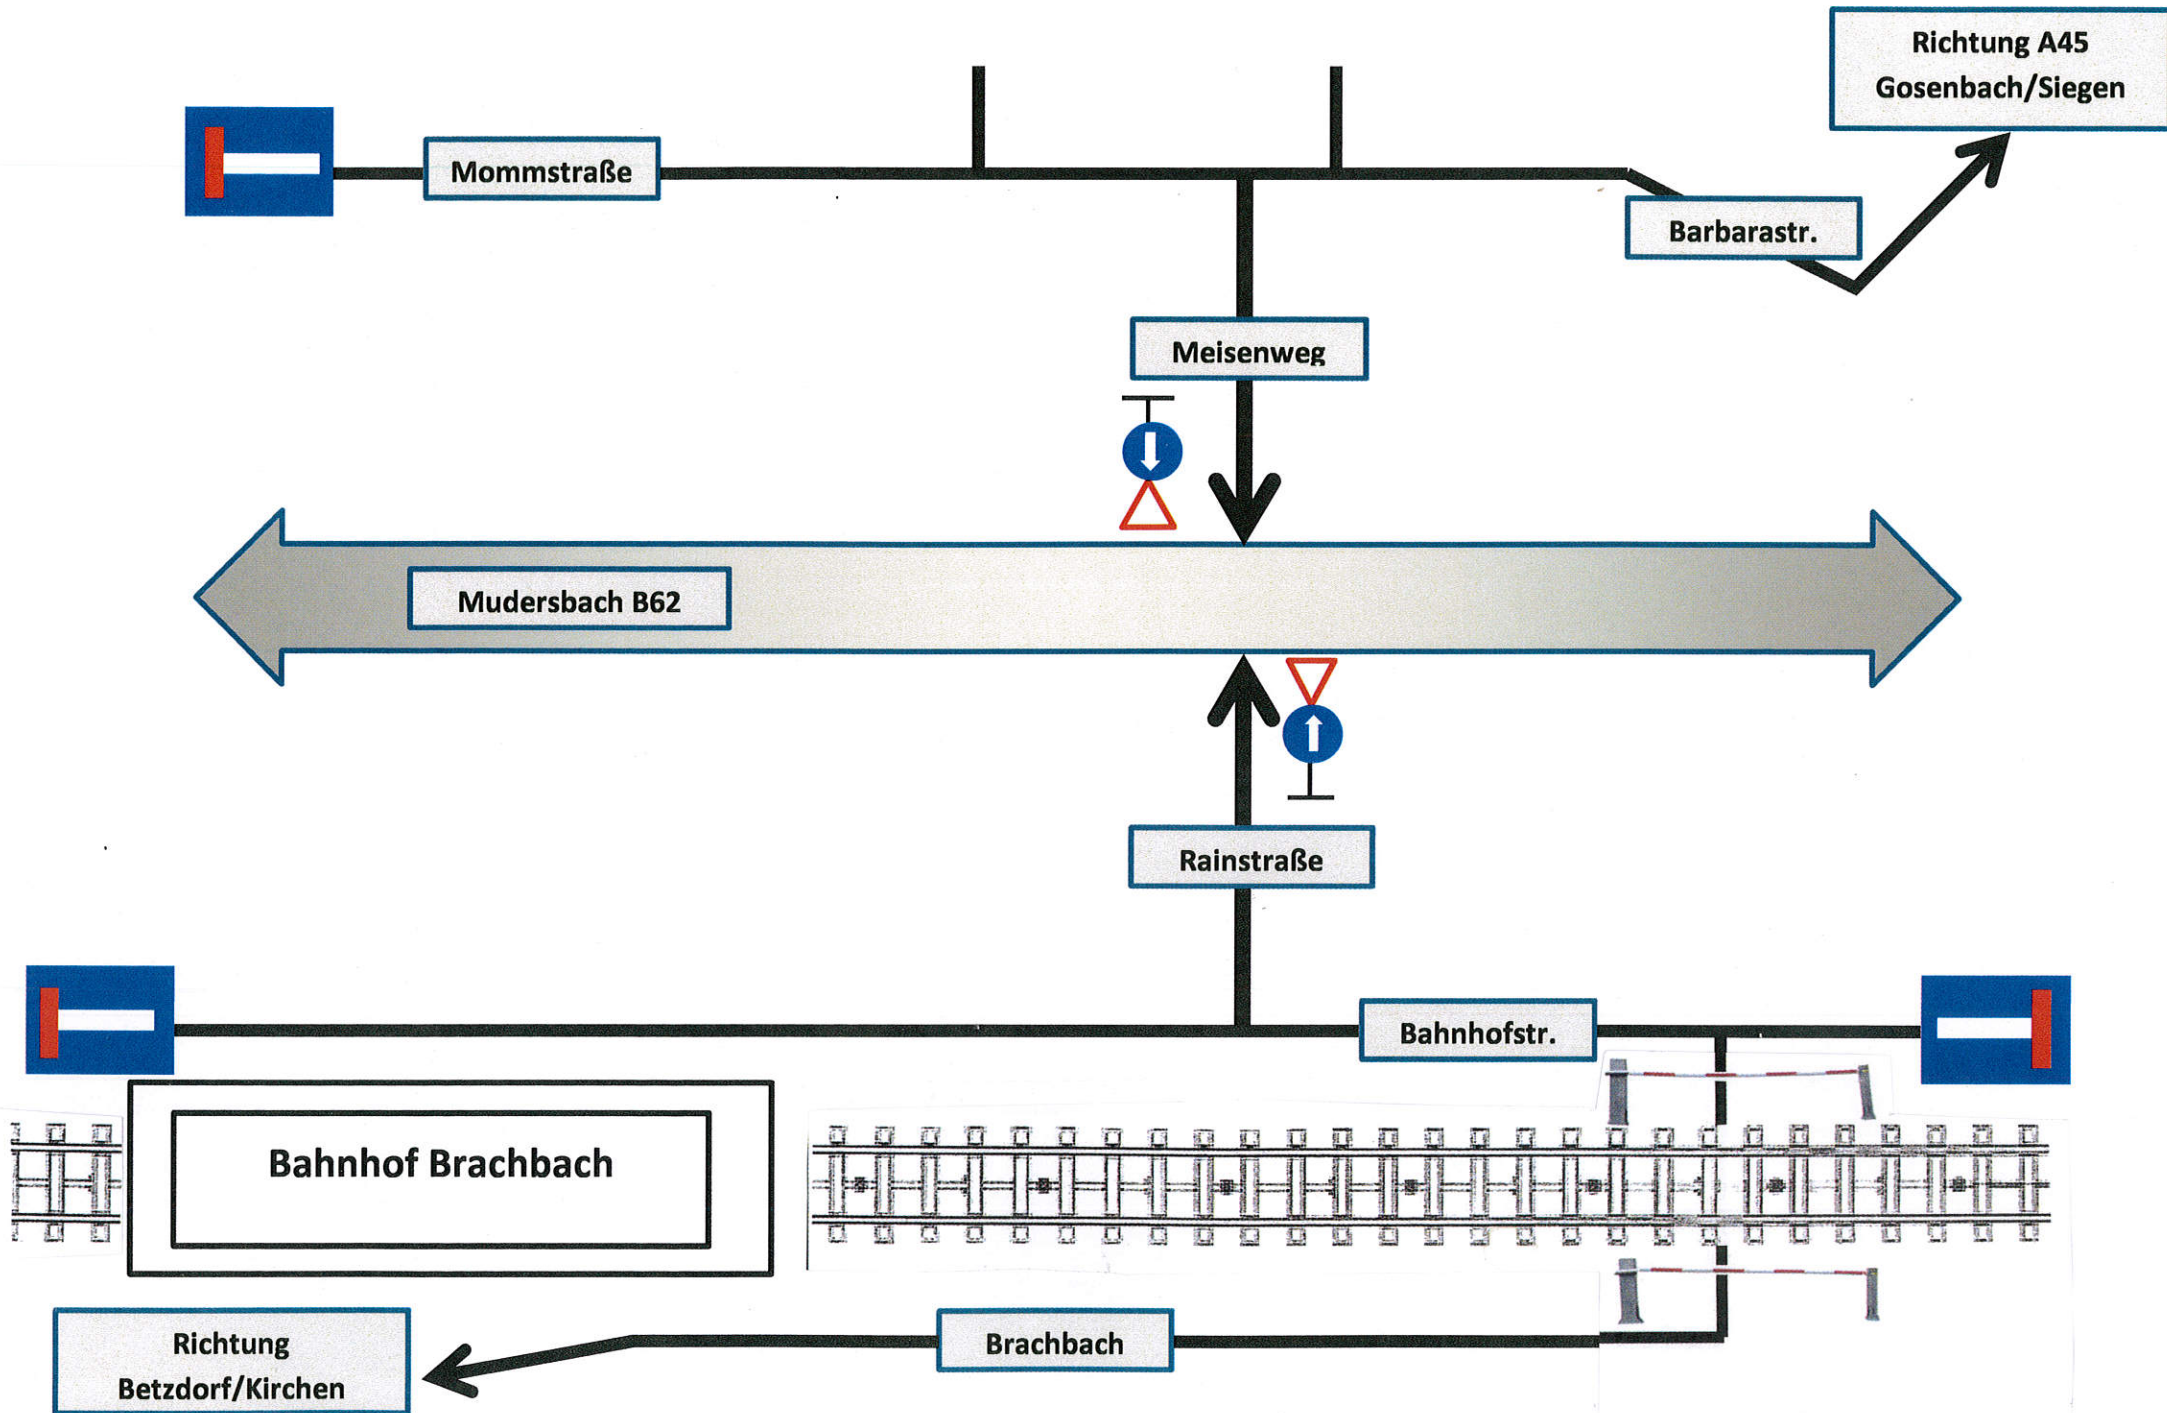 Richtung A45
Gosenbach/Siegen
Mommstraße
Barbarastr.
Meisenweg
Mudersbach B62
Rainstraße
Bahnhofstr.
Bahnhof Brachbach
Richtung
Betzdorf/Kirchen
Brachbach